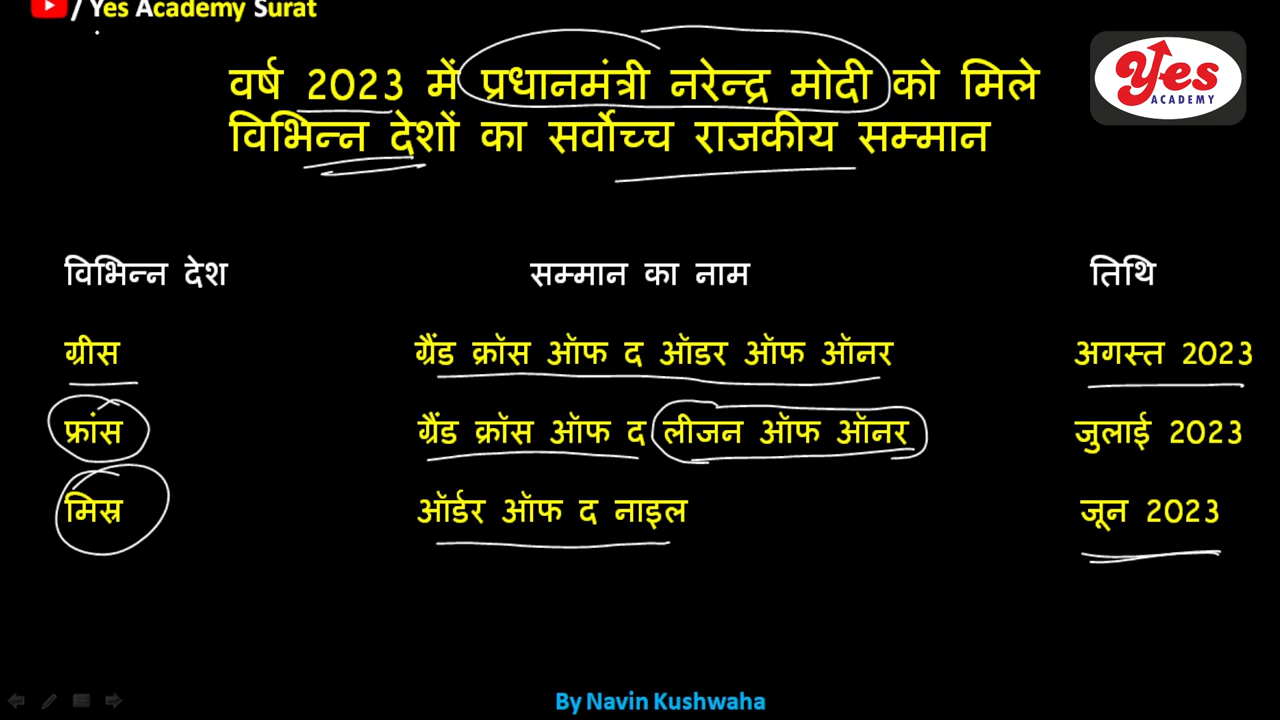 / Yes Academy Surat
वर्ष 2023 में प्रधानमंत्री नरेन्द्र मोदी को मिले
विभिन्न देशों का सर्वोच्च राजकीय सम्मान
Yes
ACADEMY
विभिन्न देश सम्मान का नाम तिथि
ग्रीस ग्रैंड क्रॉस ऑफ द ऑडर ऑफ ऑनर अगस्त 2023
फ्रांस ग्रैंड क्रॉस ऑफ द लीजन ऑफ ऑनर जुलाई 2023
मिस्र ऑर्डर ऑफ द नाइल जून 2023
By Navin Kushwaha